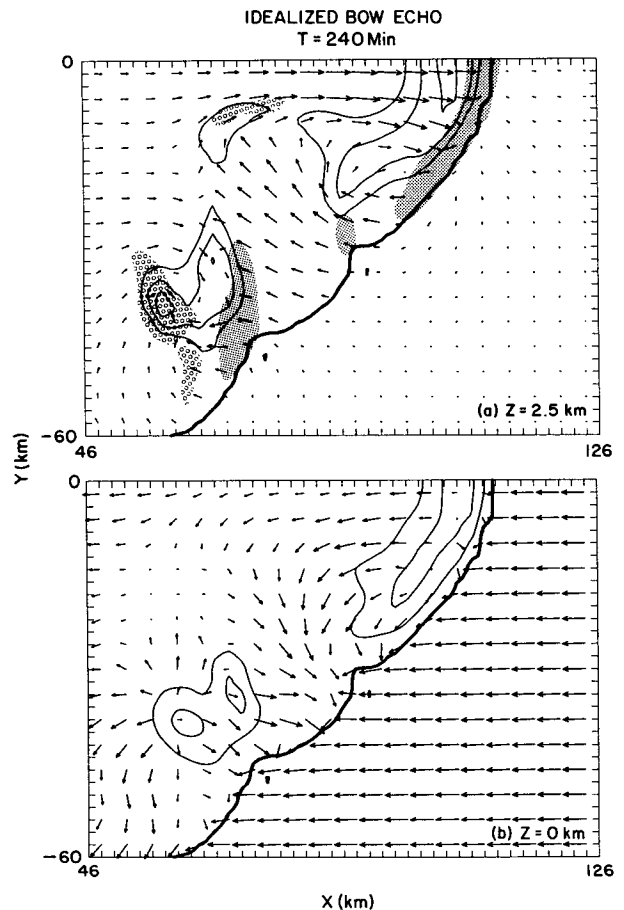 IDEALIZED BOW ECHO
T = 240 Min
0
(a) Z = 2.5 km
-60
46
126
Y (km)
0
(b) Z = 0 km
-60
46
126
X (km)